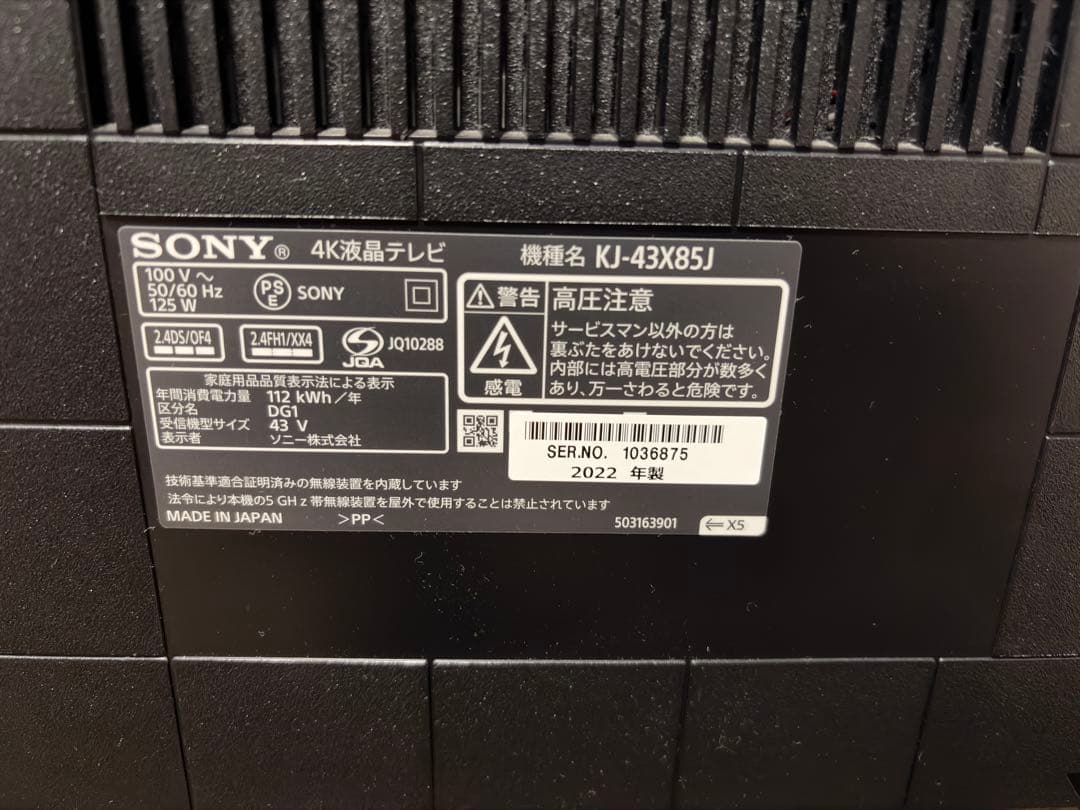 SONY® 4K液晶テレビ 機種名 KJ-43X85J
100 V ～
50/60 Hz
125 W
PS
E
SONY
警告 高圧注意
感電
サービスマン以外の方は
裏ぶたをあけないでください。
内部には高電圧部分が数多く
あり、万一さわると危険です。
2.4DS/OF4
2.4FH1/XX4
JQA
JQ10288
家庭用品品質表示法による表示
年間消費電力量 112 kWh／年
区分名 DG1
受信機型サイズ 43 V
表示者 ソニー株式会社
SER.NO. 1036875
2022 年製
技術基準適合証明済みの無線装置を内蔵しています
法令により本機の5 GHz帯無線装置を屋外で使用することは禁止されています
MADE IN JAPAN >PP<
503163901
⇐ X5